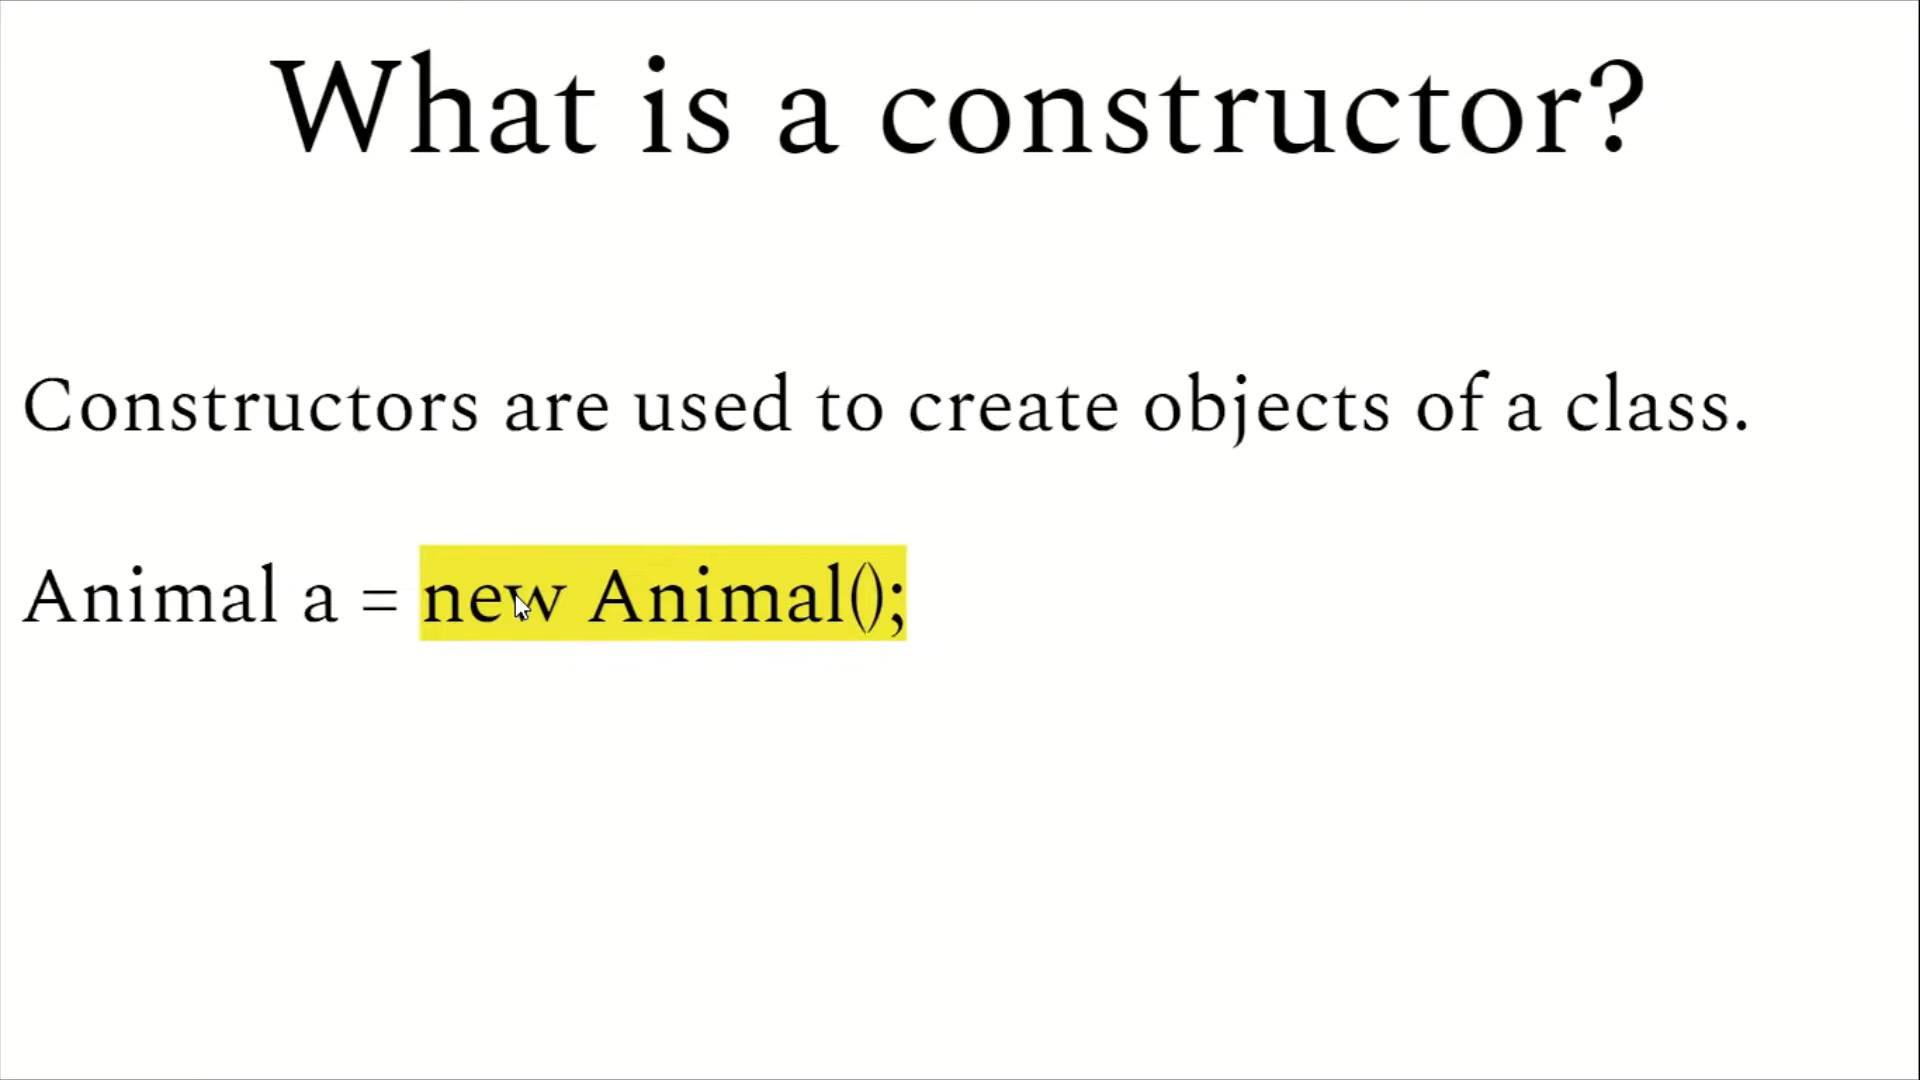 What is a constructor?
Constructors are used to create objects of a class.
Animal a = new Animal();